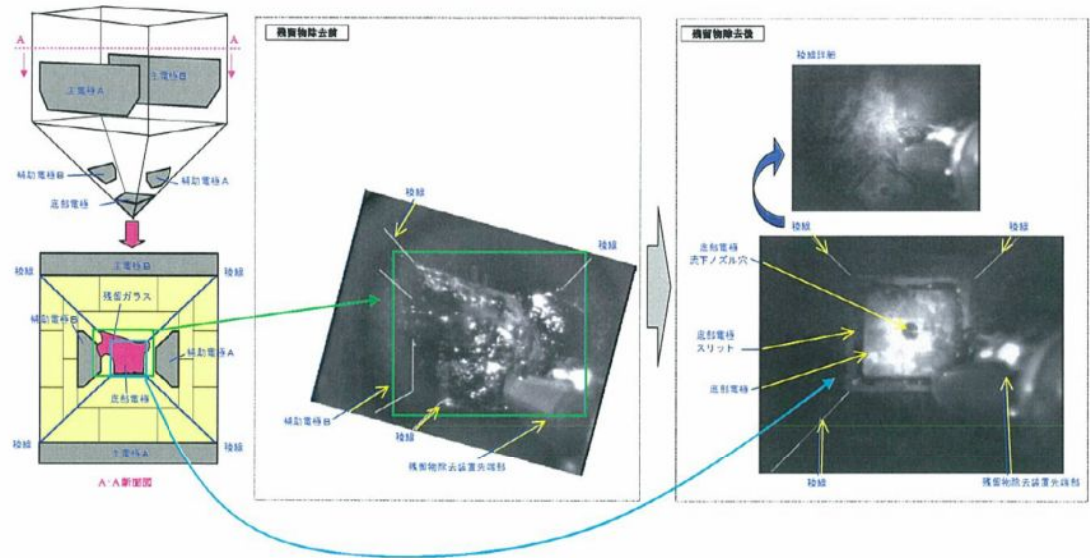 A
A
主電極B
主電極A
補助電極B
補助電極A
底部電極
稜線
主電極B
稜線
残留ガラス
補助電極B
補助電極A
底部電極
稜線
主電極A
稜線
A-A断面図
残留物除去前
稜線
稜線
補助電極B
稜線
残留物除去装置先端部
残留物除去後
稜線詳細
稜線
稜線
底部電極
流下ノズル穴
底部電極
スリット
底部電極
稜線
残留物除去装置先端部